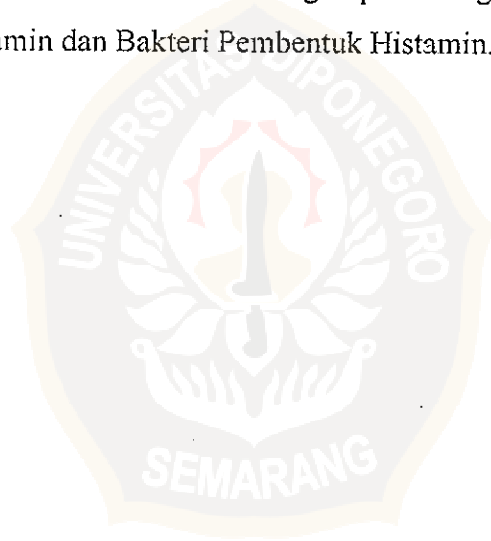 amin dan Bakteri Pembentuk Histamin.
UNIVERSITAS DIPONEGORO
SEMARANG